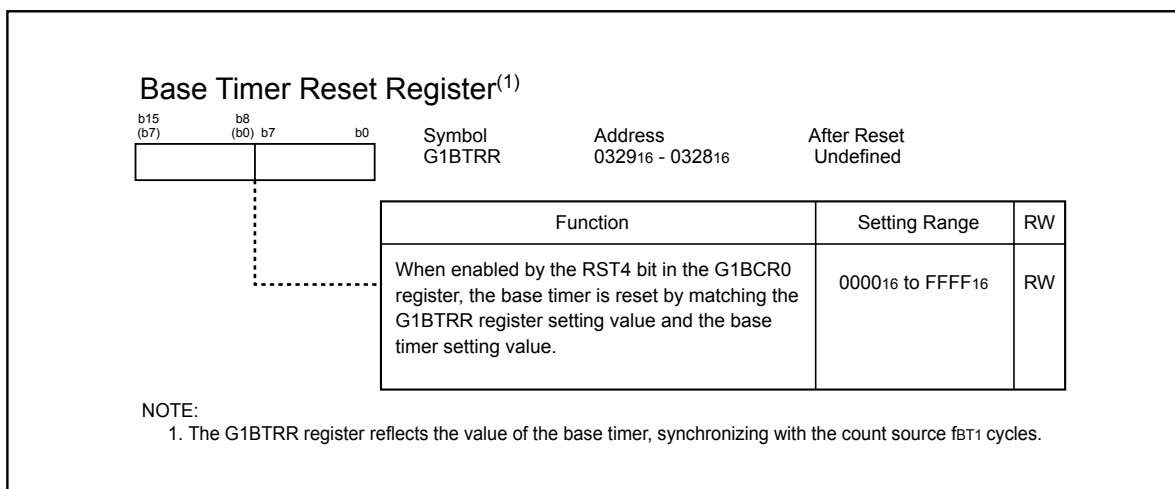 Base Timer Reset Register(1)
b15 b8
(b7) (b0) b7 b0
Symbol Address After Reset
G1BTRR 032916 - 032816 Undefined
Function Setting Range RW
When enabled by the RST4 bit in the G1BCR0 000016 to FFFF16 RW
register, the base timer is reset by matching the
G1BTRR register setting value and the base
timer setting value.
NOTE:
1. The G1BTRR register reflects the value of the base timer, synchronizing with the count source fBT1 cycles.